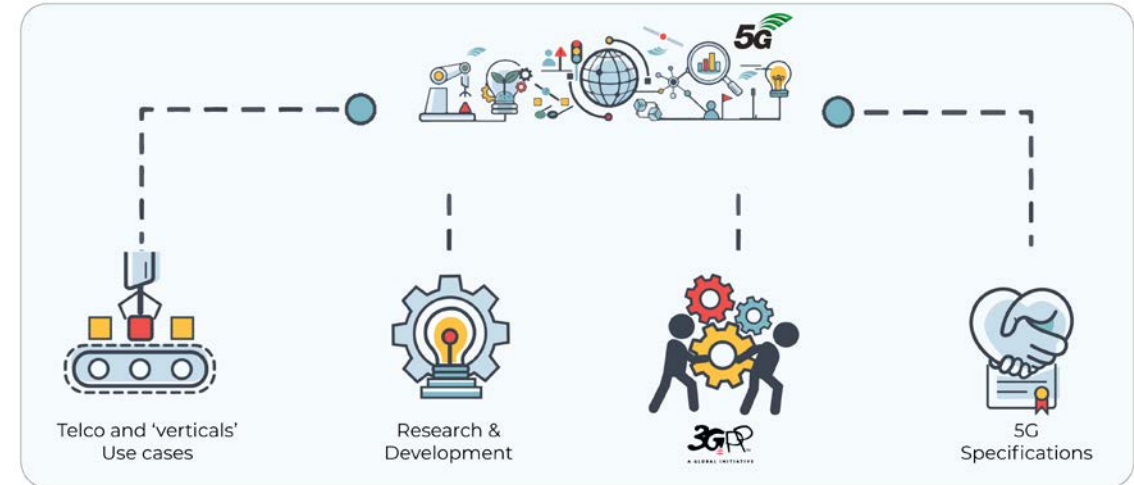 5G
Telco and ‘verticals’
Use cases
Research &
Development
3GPP
A GLOBAL INITIATIVE
5G
Specifications